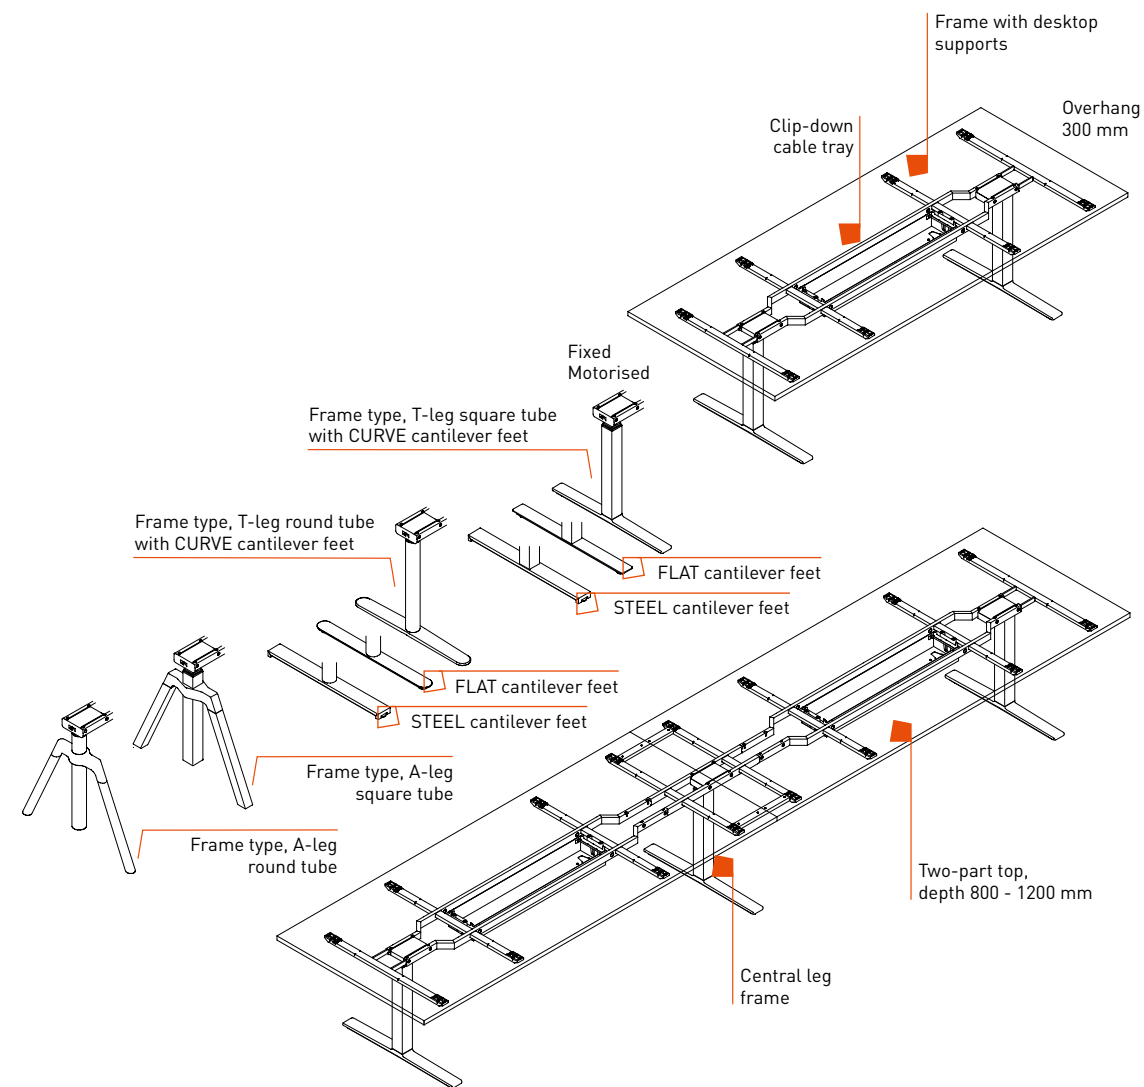 Frame with desktop
supports
Overhang
300 mm
Clip-down
cable tray
Fixed
Motorised
Frame type, T-leg square tube
with CURVE cantilever feet
Frame type, T-leg round tube
with CURVE cantilever feet
FLAT cantilever feet
STEEL cantilever feet
FLAT cantilever feet
STEEL cantilever feet
Frame type, A-leg
square tube
Frame type, A-leg
round tube
Two-part top,
depth 800 - 1200 mm
Central leg
frame